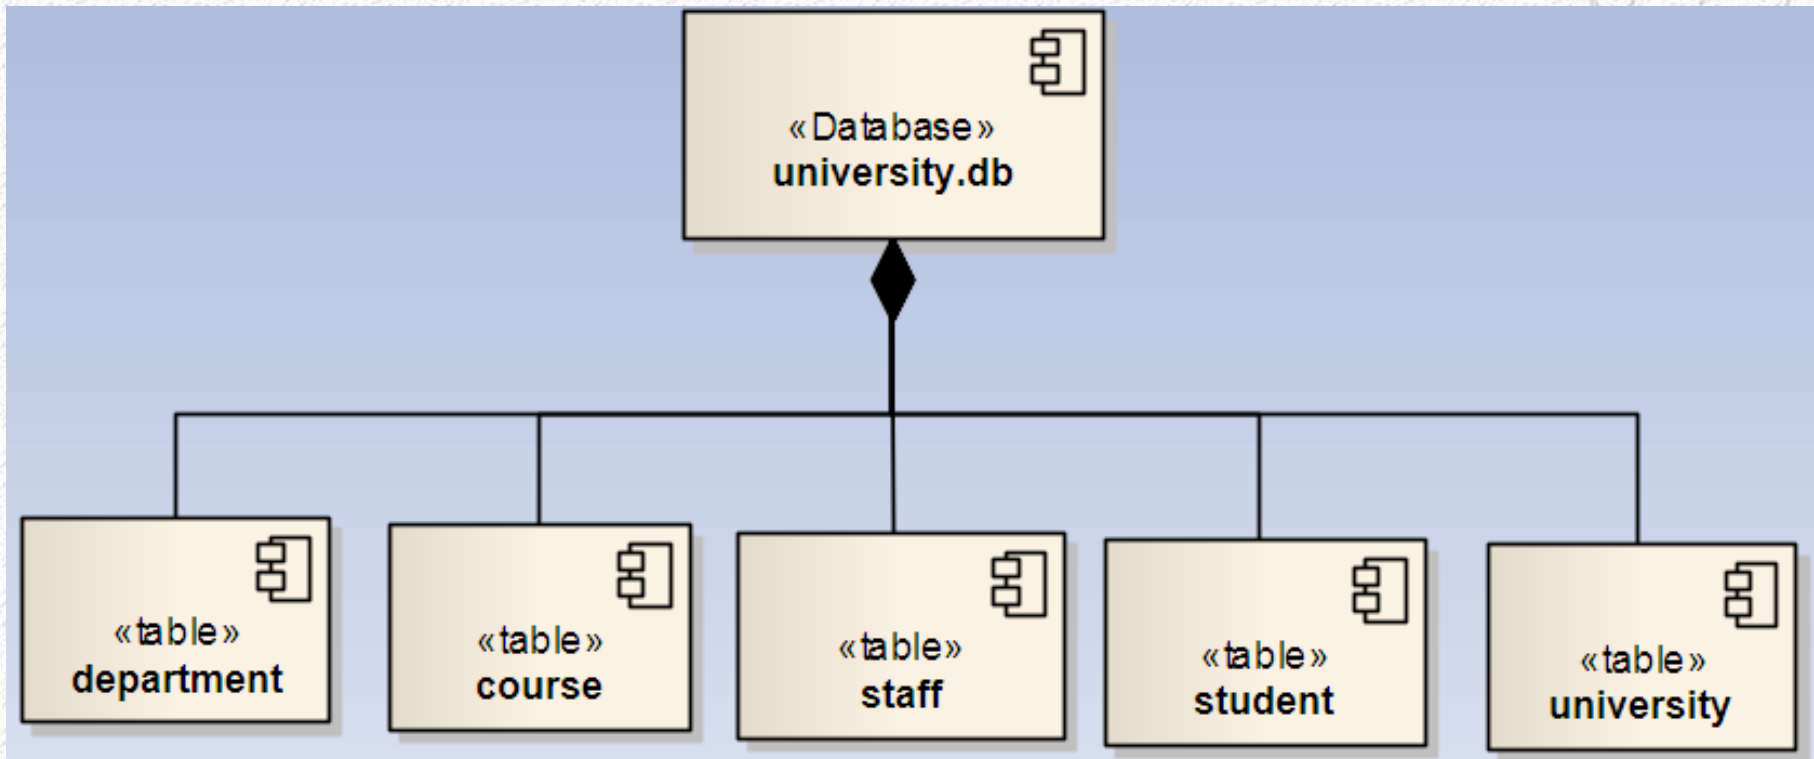 «Database»
university.db
«table»
department
«table»
course
«table»
staff
«table»
student
«table»
university